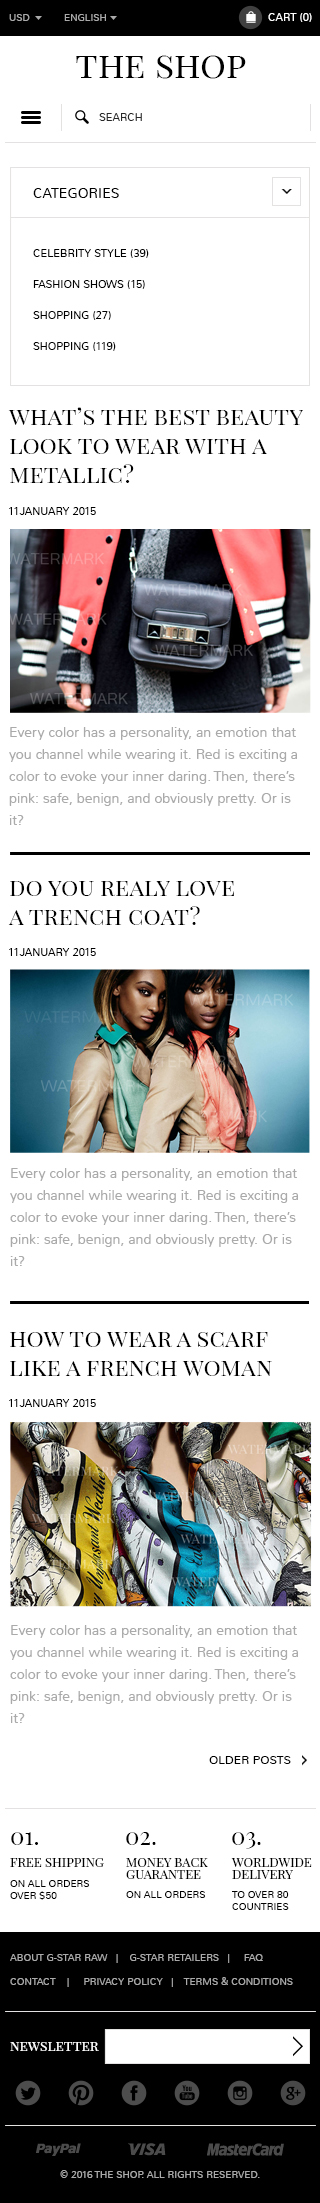 USD ENGLISH CART (0)
THE SHOP
SEARCH
CATEGORIES
CELEBRITY STYLE (39)
FASHION SHOWS (15)
SHOPPING (27)
SHOPPING (119)
WHAT'S THE BEST BEAUTY
LOOK TO WEAR WITH A
METALLIC?
11JANUARY 2015
WATERMARK
WATERMARK
WATERMARK
WATERMARK
WATERMARK
Every color has a personality, an emotion that
you channel while wearing it. Red is exciting a
color to evoke your inner daring. Then, there's
pink: safe, benign, and obviously pretty. Or is
it?
DO YOU REALY LOVE
A TRENCH COAT?
11JANUARY 2015
WATERMARK
WATERMARK
WATERMARK
WATERMARK
Every color has a personality, an emotion that
you channel while wearing it. Red is exciting a
color to evoke your inner daring. Then, there's
pink: safe, benign, and obviously pretty. Or is
it?
HOW TO WEAR A SCARF
LIKE A FRENCH WOMAN
11JANUARY 2015
WATERMARK
WATERMARK
WATERMARK
WATERMARK
WATERMARK
Every color has a personality, an emotion that
you channel while wearing it. Red is exciting a
color to evoke your inner daring. Then, there's
pink: safe, benign, and obviously pretty. Or is
it?
OLDER POSTS
01. 02. 03.
FREE SHIPPING
ON ALL ORDERS
OVER $50
MONEY BACK
GUARANTEE
ON ALL ORDERS
WORLDWIDE
DELIVERY
TO OVER 80
COUNTRIES
ABOUT G-STAR RAW | G-STAR RETAILERS | FAQ
CONTACT | PRIVACY POLICY | TERMS & CONDITIONS
NEWSLETTER
You Tube
PayPal VISA MasterCard
© 2016 THE SHOP. ALL RIGHTS RESERVED.